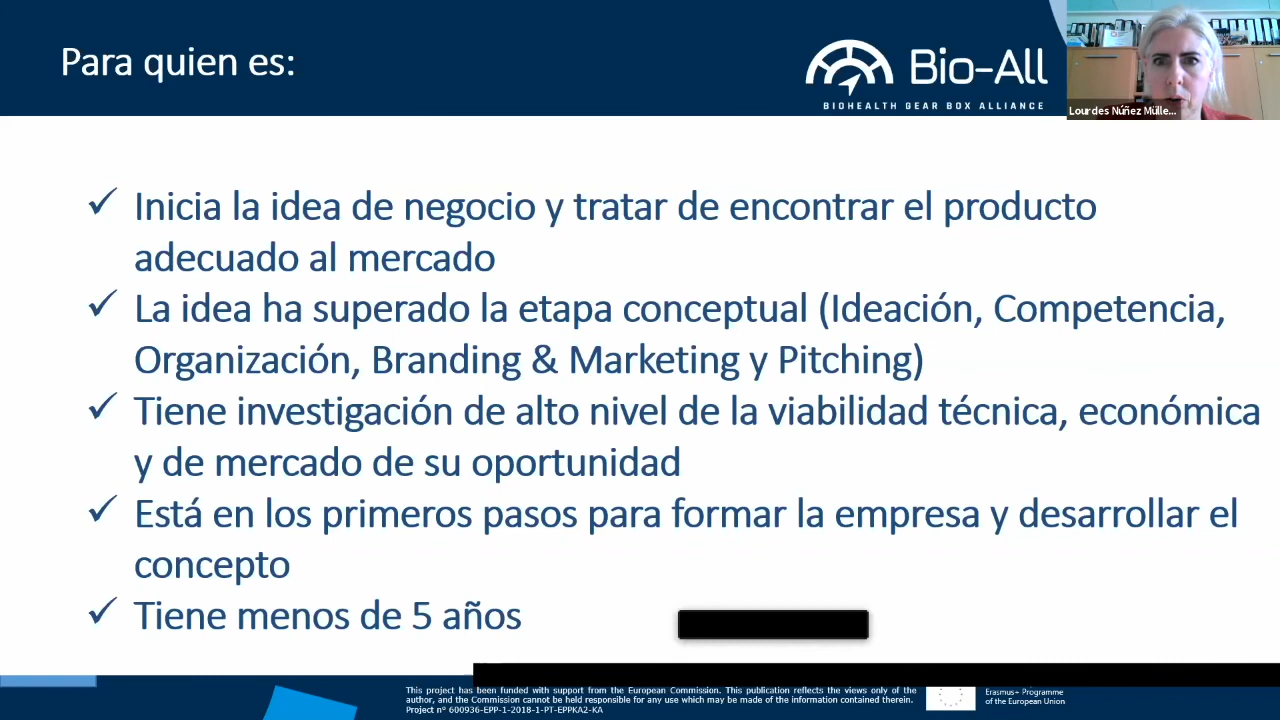 Para quien es:
Bio-All
BIOHEALTH GEAR BOX ALLIANCE
Lourdes Núñez Mülle...
✓ Inicia la idea de negocio y tratar de encontrar el producto
adecuado al mercado
✓ La idea ha superado la etapa conceptual (Ideación, Competencia,
Organización, Branding & Marketing y Pitching)
✓ Tiene investigación de alto nivel de la viabilidad técnica, económica
y de mercado de su oportunidad
✓ Está en los primeros pasos para formar la empresa y desarrollar el
concepto
✓ Tiene menos de 5 años
This project has been funded with support from the European Commission. This publication reflects the views only of the
author, and the Commission cannot be held responsible for any use which may be made of the information contained therein.
Project nº 600936-EPP-1-2018-1-PT-EPPKA2-KA
Erasmus+ Programme
of the European Union